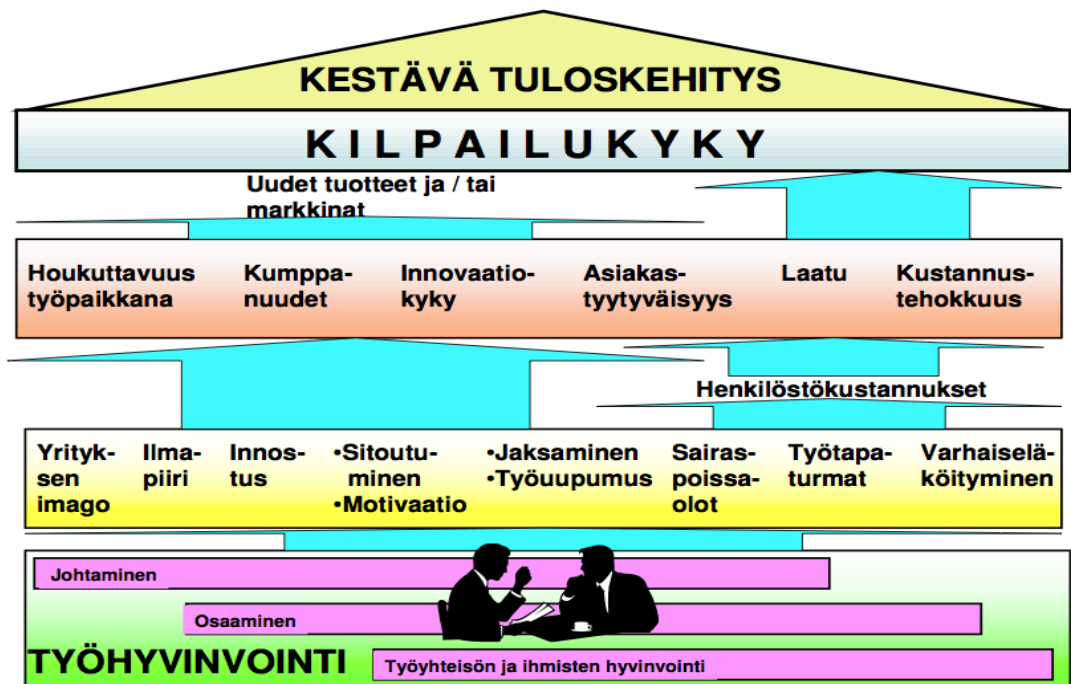 KESTÄVÄ TULOSKEHITYS
KILPAILUKYKY
Uudet tuotteet ja / tai
markkinat
Houkuttavuus
työpaikkana
Kumppa-
nuudet
Innovaatio-
kyky
Asiakas-
tyytyväisyys
Laatu
Kustannus-
tehokkuus
Henkilöstökustannukset
Yrityk-
sen
imago
Ilma-
piiri
Innos-
tus
•Sitoutu-
minen
•Motivaatio
•Jaksaminen
•Työuupumus
Sairas-
poissa-
olot
Työtapa-
turmat
Varhaiselä-
köityminen
Johtaminen
Osaaminen
TYÖHYVINVOINTI
Työyhteisön ja ihmisten hyvinvointi